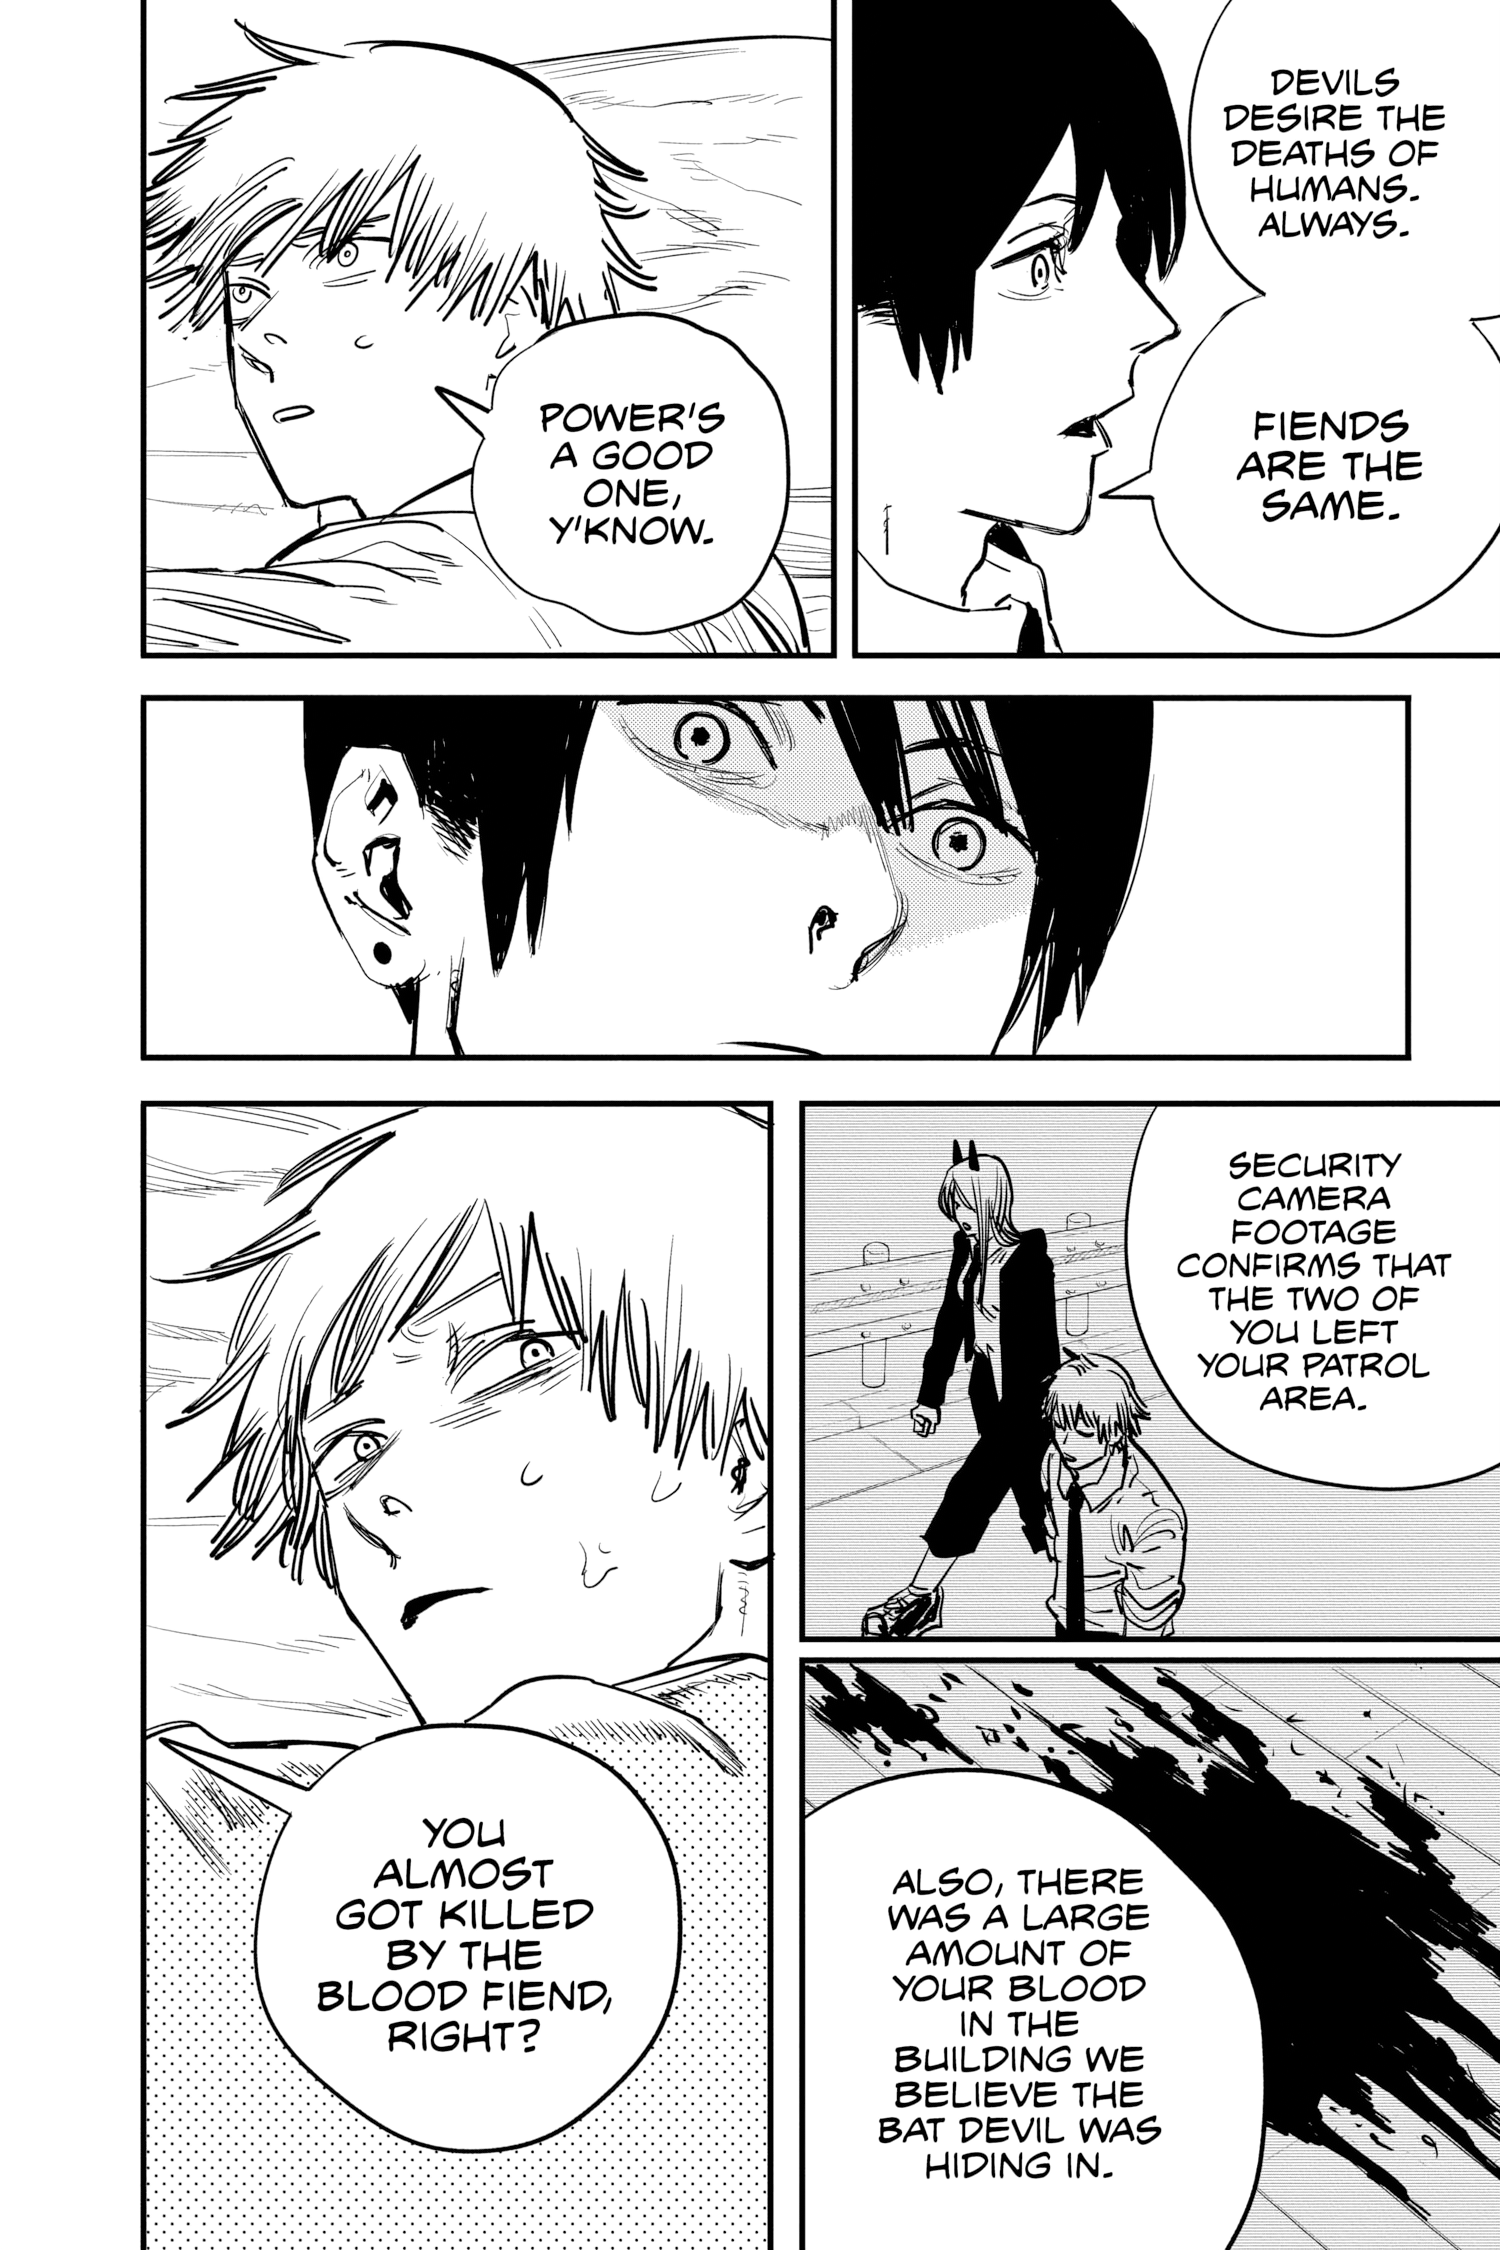 DEVILS
DESIRE THE
DEATHS OF
HUMANS.
ALWAYS.
FIENDS
ARE THE
SAME.
POWER'S
A GOOD
ONE,
Y'KNOW.
SECURITY
CAMERA
FOOTAGE
CONFIRMS THAT
THE TWO OF
YOU LEFT
YOUR PATROL
AREA.
ALSO, THERE
WAS A LARGE
AMOUNT OF
YOUR BLOOD
IN THE
BUILDING WE
BELIEVE THE
BAT DEVIL WAS
HIDING IN.
YOU
ALMOST
GOT KILLED
BY THE
BLOOD FIEND,
RIGHT?